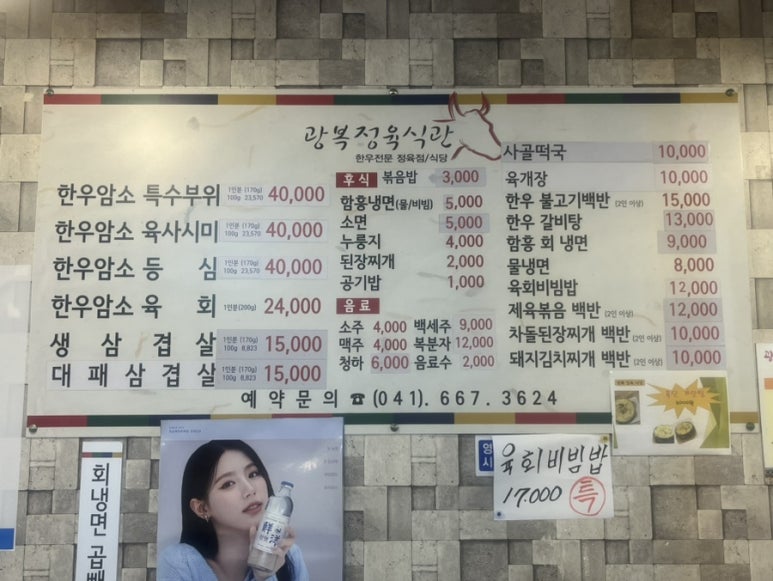 광복정육식관
한우전문 정육점/식당
한우암소 특수부위 1인분 (170g) 100g 23,570 40,000
한우암소 육사시미 1인분 (170g) 100g 23,570 40,000
한우암소 등심 1인분 (170g) 100g 23,570 40,000
한우암소 육회 1인분(200g) 24,000
생삼겹살 1인분 (170g) 100g 8,823 15,000
대패삼겹살 1인분 (170g) 100g 8,823 15,000
후식 볶음밥 3,000
함흥냉면(물/비빔) 5,000
소면 5,000
누룽지 4,000
된장찌개 2,000
공기밥 1,000
음료
소주 4,000 백세주 9,000
맥주 4,000 복분자 12,000
청하 6,000 음료수 2,000
사골떡국 10,000
육개장 10,000
한우 불고기백반 (2인 이상) 15,000
한우 갈비탕 13,000
함흥 회 냉면 9,000
물냉면 8,000
육회비빔밥 12,000
제육볶음 백반 (2인 이상) 12,000
차돌된장찌개 백반 (2인 이상) 10,000
돼지김치찌개 백반 (2인 이상) 10,000
예약문의 ☎ (041). 667. 3624
영
시
육회비빔밥
17.000 특
회냉면 곱빼